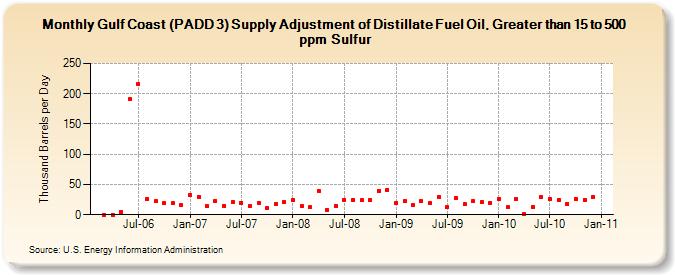 Monthly Gulf Coast (PADD 3) Supply Adjustment of Distillate Fuel Oil, Greater than 15 to 500
ppm Sulfur
Thousand Barrels per Day
250
200
150
100
50
0
Jul-06 Jan-07 Jul-07 Jan-08 Jul-08 Jan-09 Jul-09 Jan-10 Jul-10 Jan-11
Source: U.S. Energy Information Administration